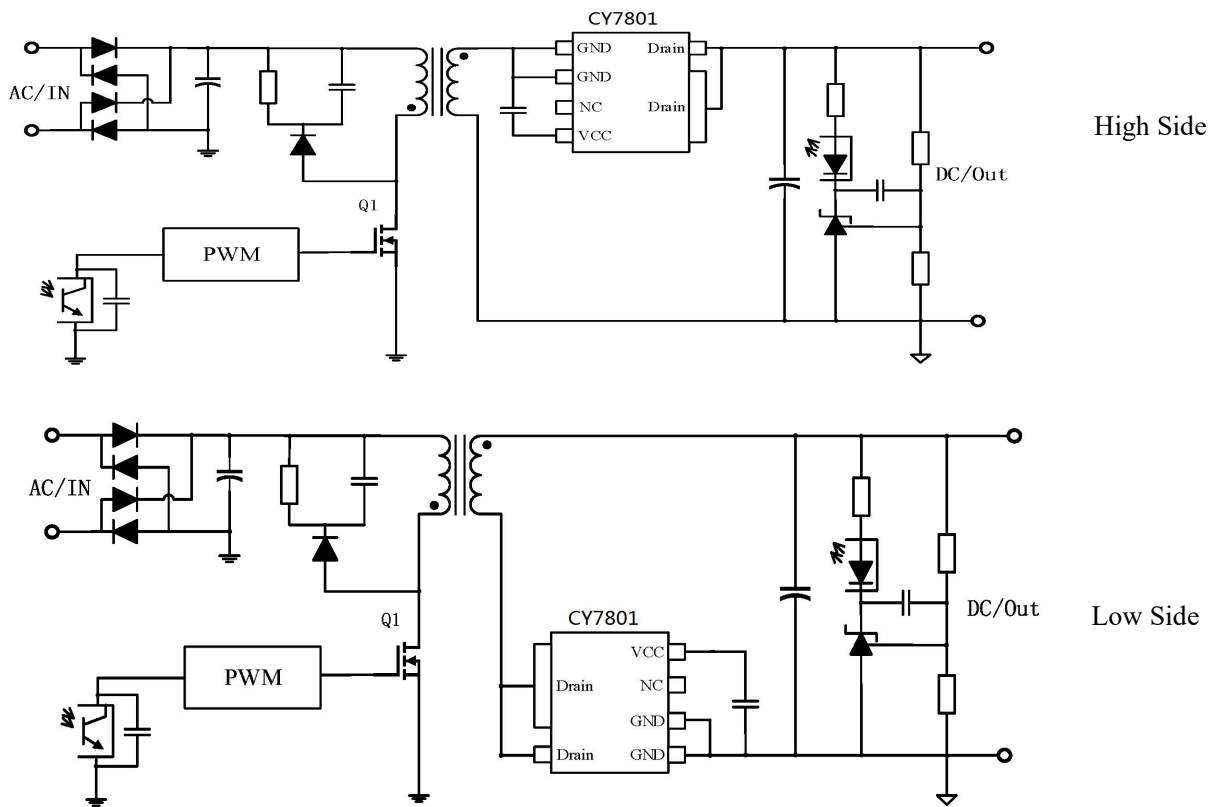 CY7801
GND
Drain
GND
AC/IN
NC
Drain
VCC
High Side
DC/Out
Q1
PWM
AC/IN
CY7801
DC/Out
Low Side
Q1
VCC
Drain
NC
PWM
GND
Drain
GND